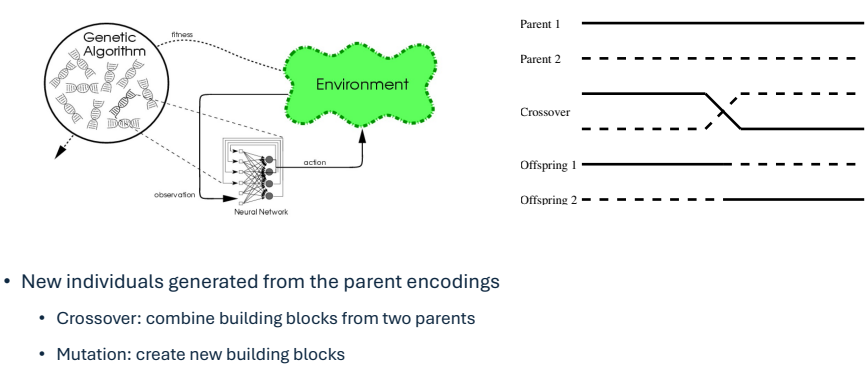 Genetic
Algorithm
fitness
Environment
action
observation
Neural Network
Parent 1
Parent 2
Crossover
Offspring 1
Offspring 2
• New individuals generated from the parent encodings
• Crossover: combine building blocks from two parents
• Mutation: create new building blocks